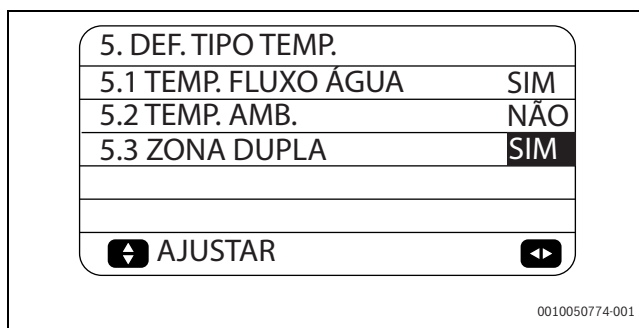 5. DEF. TIPO TEMP.
5.1 TEMP. FLUXO ÁGUA SIM
5.2 TEMP. AMB. NÃO
5.3 ZONA DUPLA SIM
AJUSTAR
0010050774-001